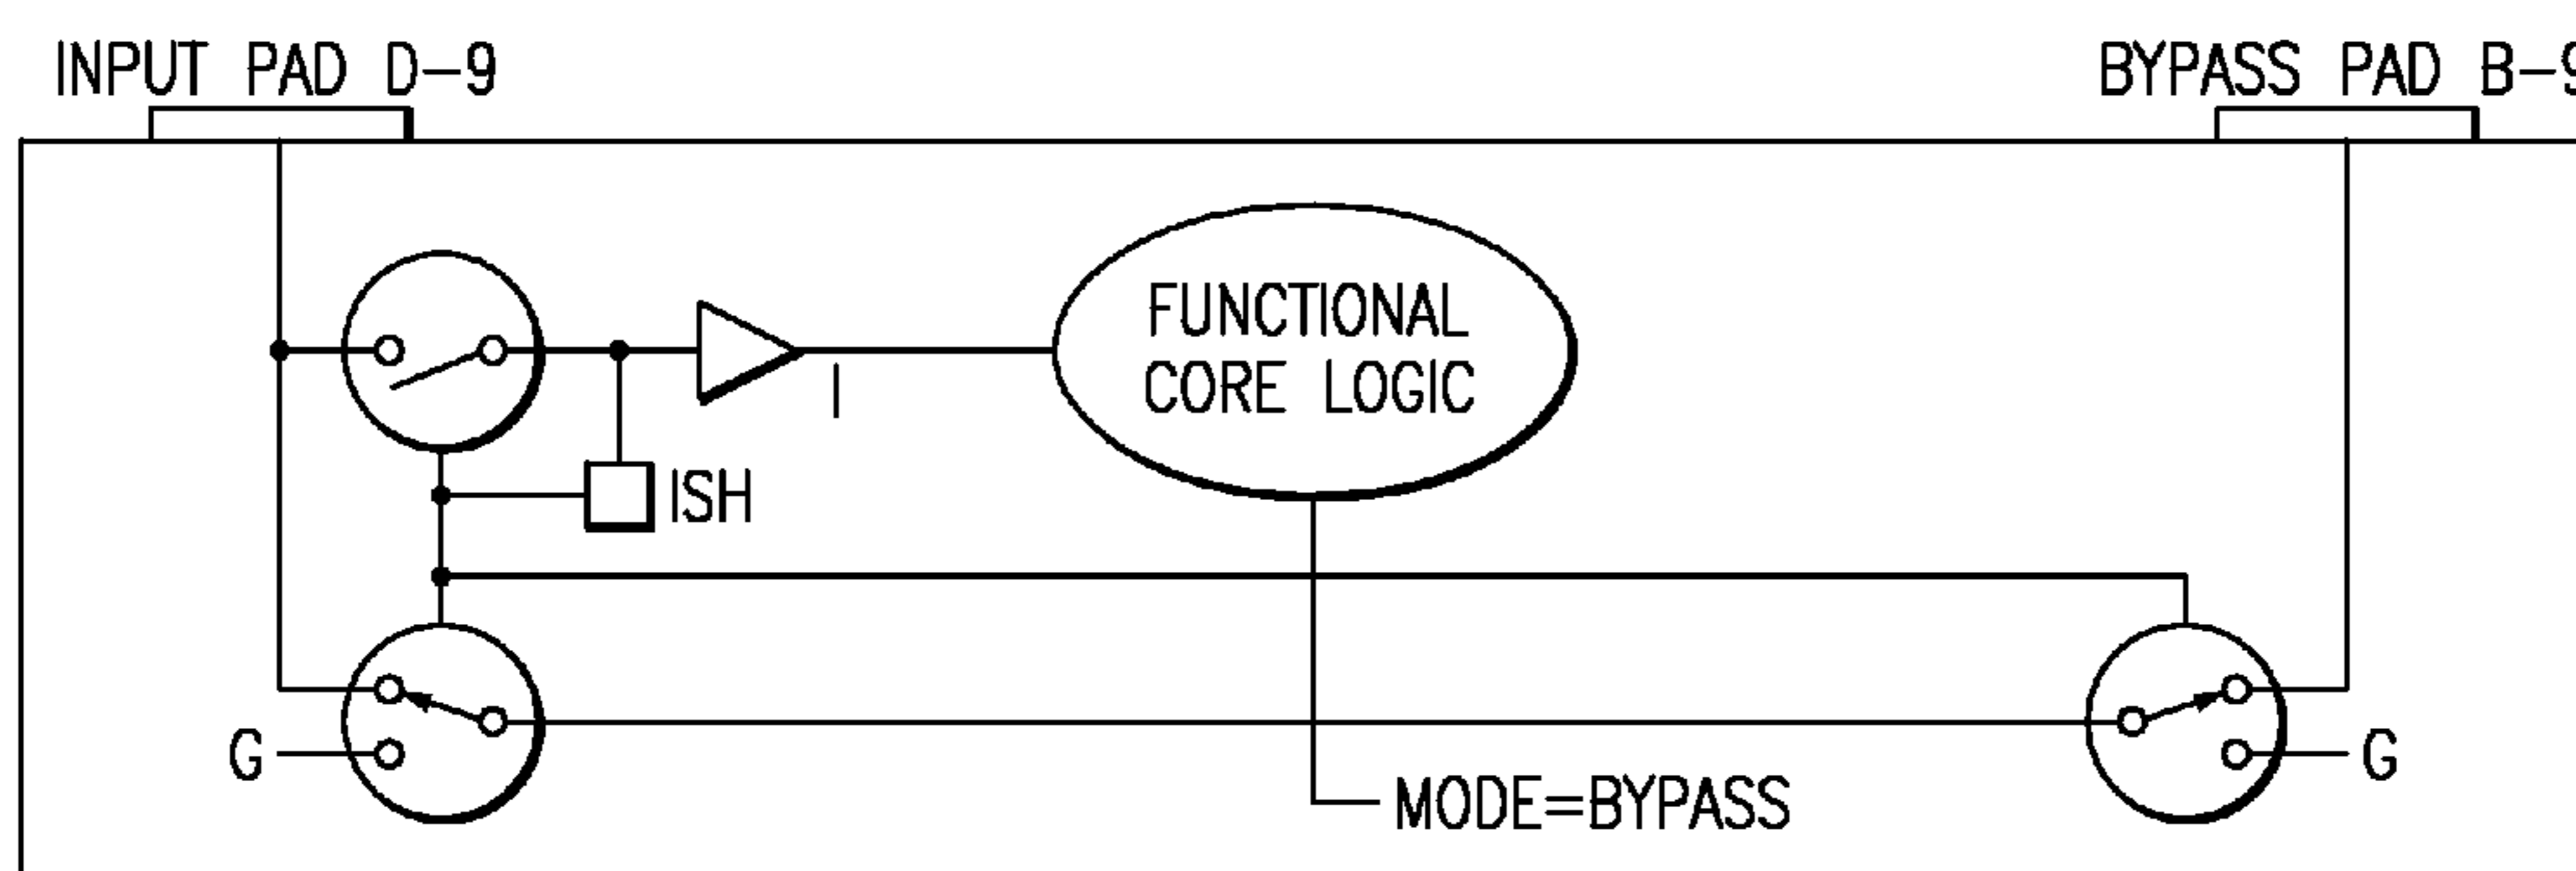 INPUT PAD D-9
BYPASS PAD B-9
FUNCTIONAL
CORE LOGIC
I
ISH
G
G
MODE=BYPASS